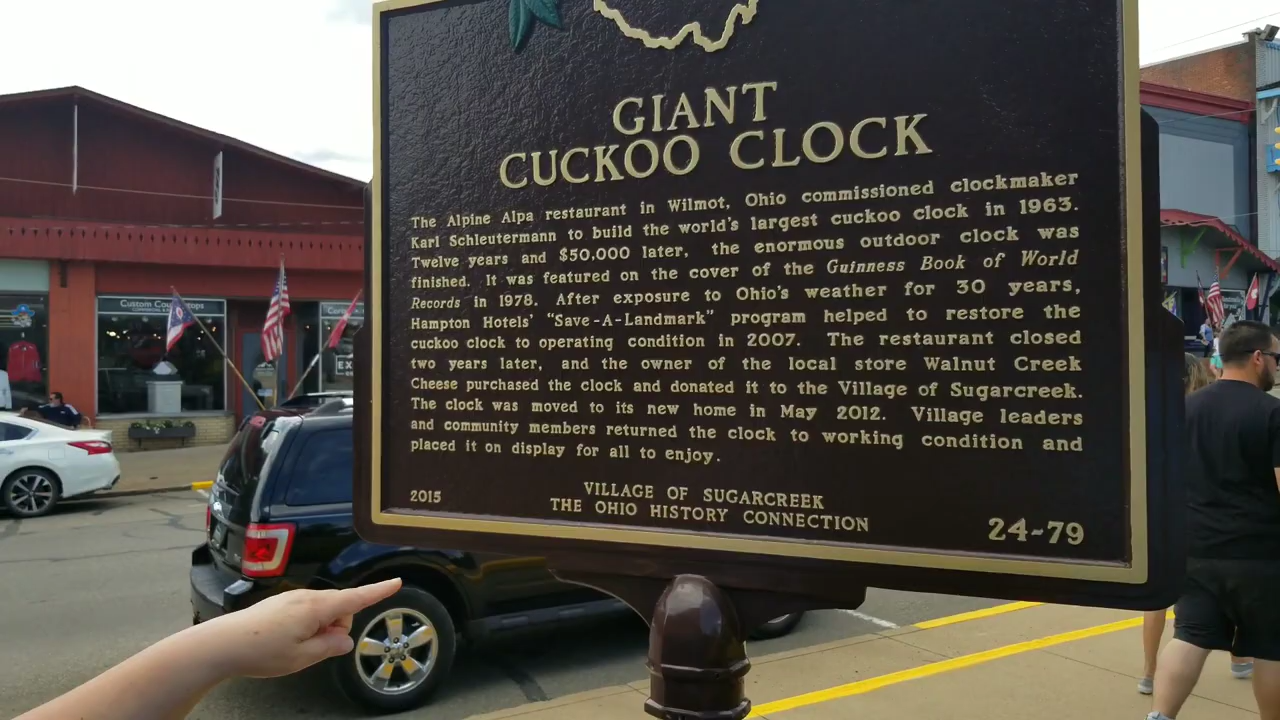 GIANT
CUCKOO CLOCK
The Alpine Alpa restaurant in Wilmot, Ohio commissioned clockmaker
Karl Schleutermann to build the world's largest cuckoo clock in 1963.
Twelve years and $50,000 later, the enormous outdoor clock was
finished. It was featured on the cover of the Guinness Book of World
Records in 1978. After exposure to Ohio's weather for 30 years,
Hampton Hotels' "Save-A-Landmark" program helped to restore the
cuckoo clock to operating condition in 2007. The restaurant closed
two years later, and the owner of the local store Walnut Creek
Cheese purchased the clock and donated it to the Village of Sugarcreek.
The clock was moved to its new home in May 2012. Village leaders
and community members returned the clock to working condition and
placed it on display for all to enjoy.
2015
VILLAGE OF SUGARCREEK
THE OHIO HISTORY CONNECTION
24-79
Custom